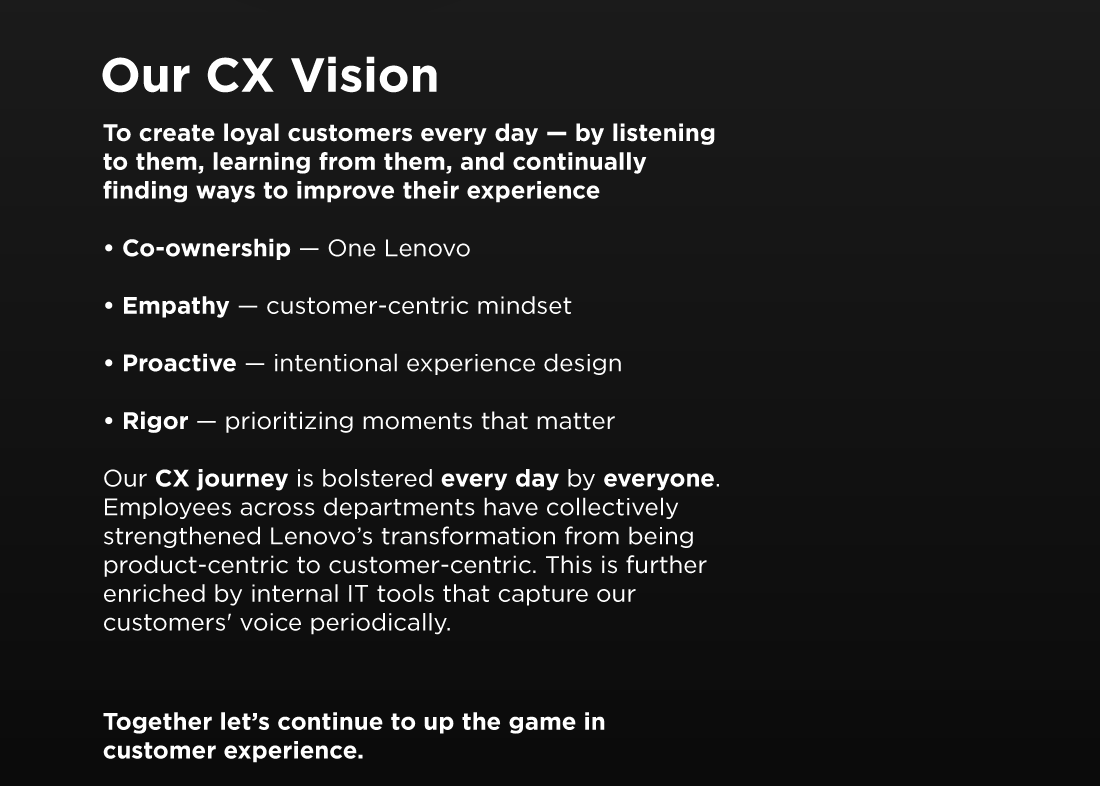 Our CX Vision
To create loyal customers every day — by listening
to them, learning from them, and continually
finding ways to improve their experience
• Co-ownership — One Lenovo
• Empathy — customer-centric mindset
• Proactive — intentional experience design
• Rigor — prioritizing moments that matter
Our CX journey is bolstered every day by everyone.
Employees across departments have collectively
strengthened Lenovo’s transformation from being
product-centric to customer-centric. This is further
enriched by internal IT tools that capture our
customers' voice periodically.
Together let’s continue to up the game in
customer experience.